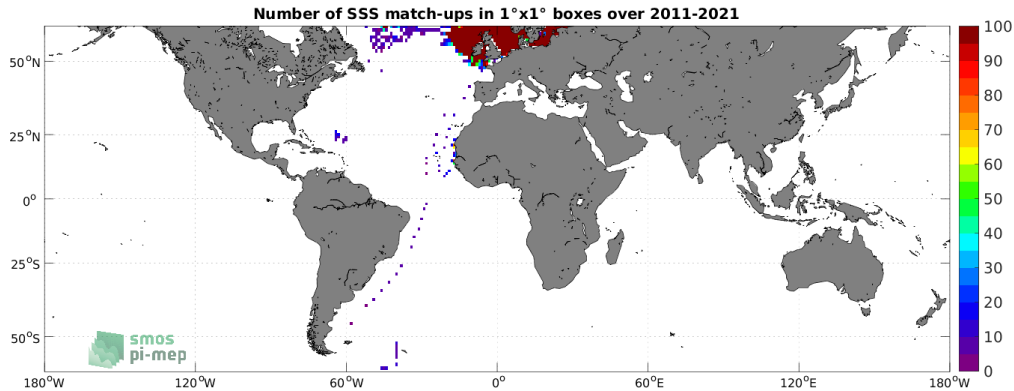 Number of SSS match-ups in 1°x1° boxes over 2011-2021
100
90
80
70
60
50
40
30
20
10
0
50°N
25°N
0°
25°S
50°S
smos
pi-mep
180°W 120°W 60°W 0° 60°E 120°E 180°W